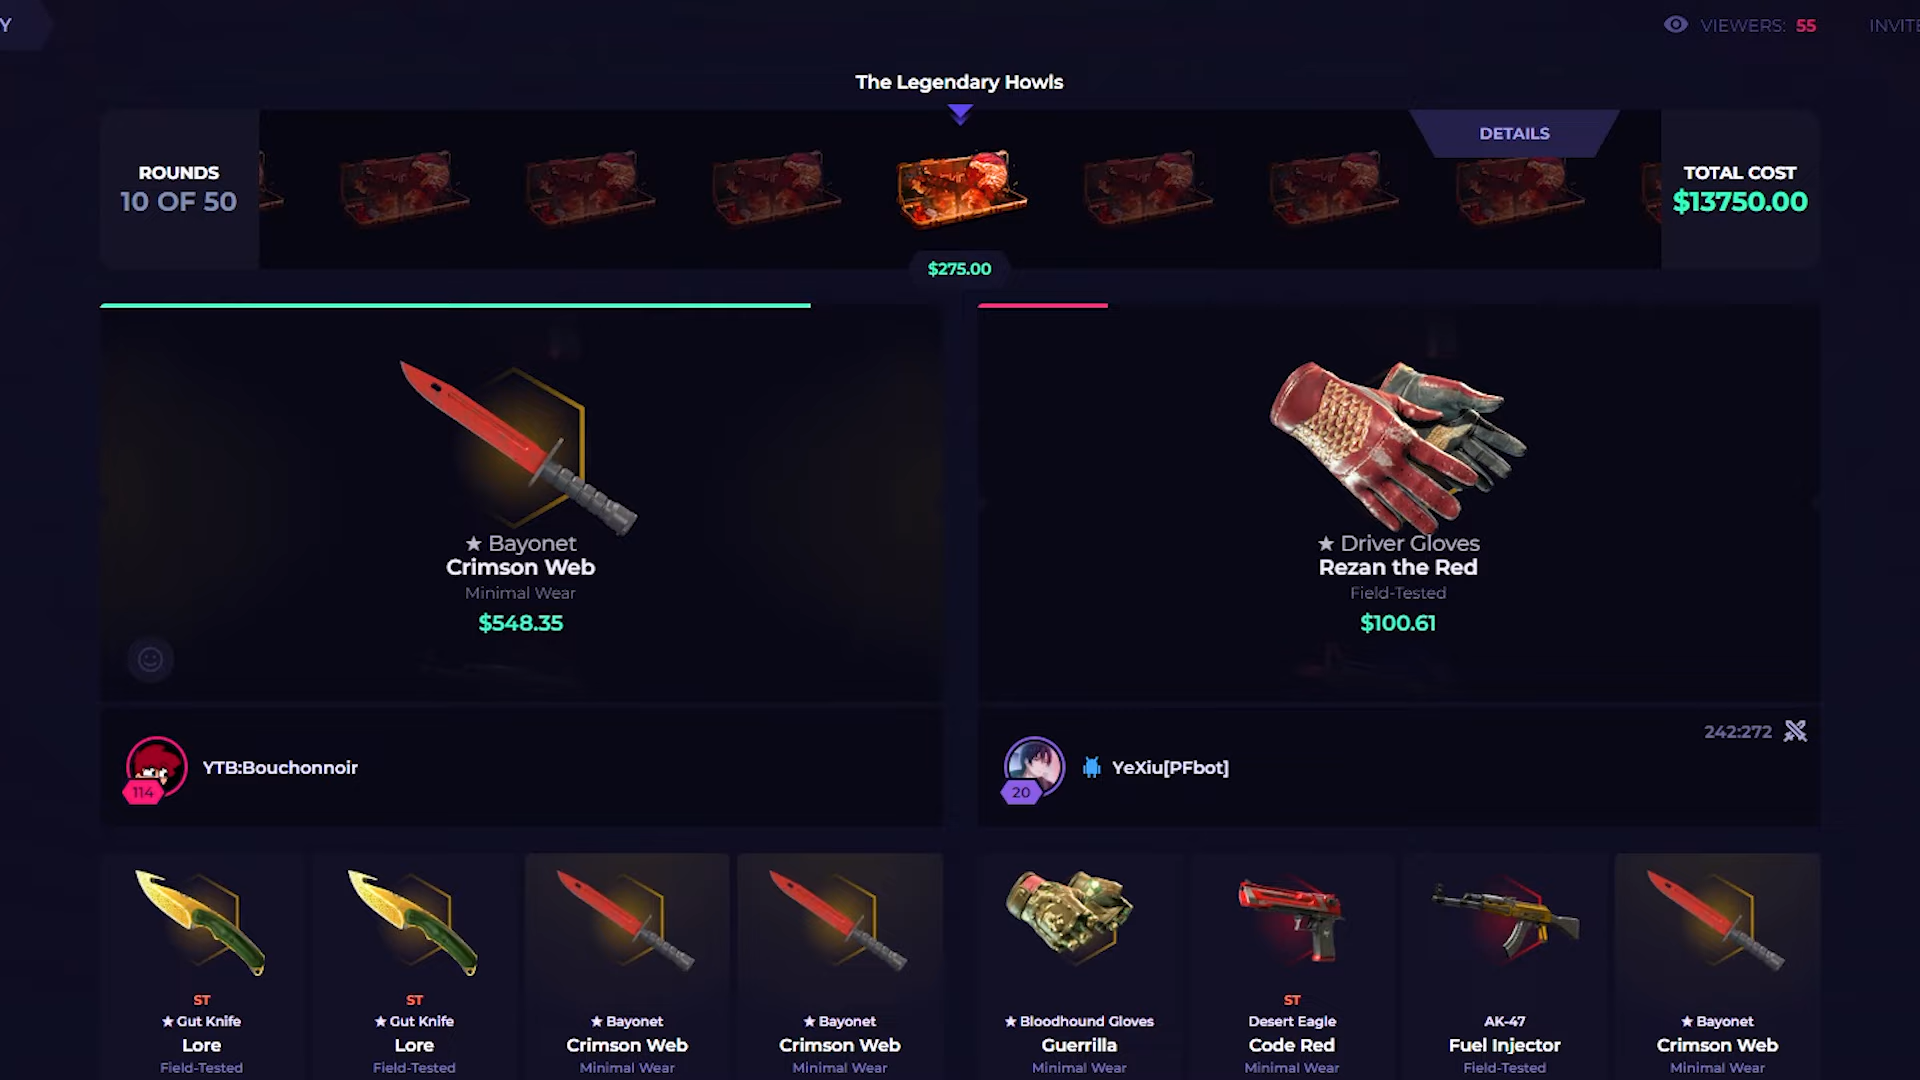 Y
VIEWERS: 55
INVITE
The Legendary Howls
ROUNDS
10 OF 50
DETAILS
TOTAL COST
$13750.00
$275.00
★ Bayonet
Crimson Web
Minimal Wear
$548.35
★ Driver Gloves
Rezan the Red
Field-Tested
$100.61
114
YTB:Bouchonnoir
20
YeXiu[PFbot]
242:272
ST
★ Gut Knife
Lore
Field-Tested
ST
★ Gut Knife
Lore
Field-Tested
★ Bayonet
Crimson Web
Minimal Wear
★ Bayonet
Crimson Web
Minimal Wear
★ Bloodhound Gloves
Guerrilla
Minimal Wear
ST
Desert Eagle
Code Red
Minimal Wear
AK-47
Fuel Injector
Field-Tested
★ Bayonet
Crimson Web
Minimal Wear